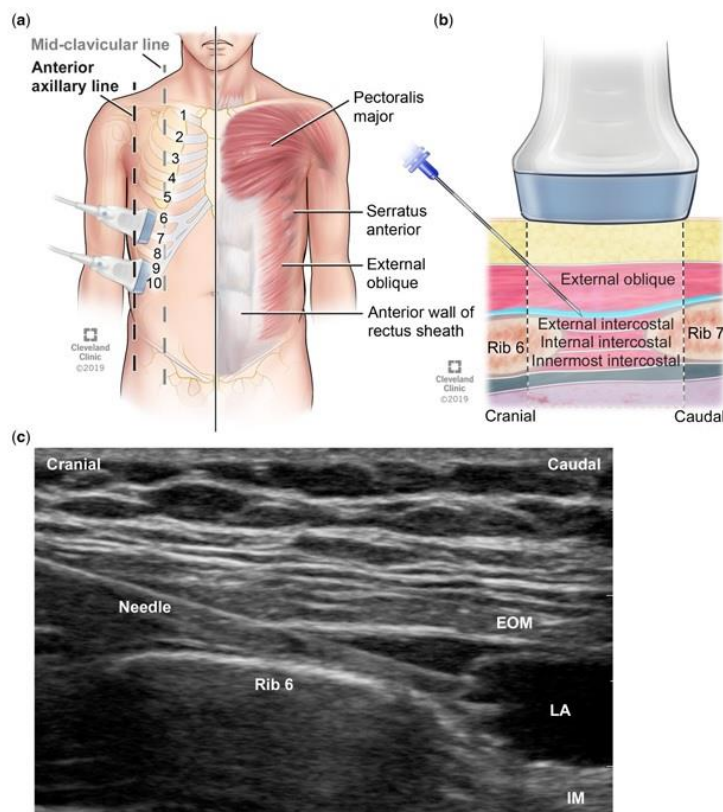 (a)
Mid-clavicular line
Anterior
axillary line
1
2
3
4
5
6
7
8
9
10
Pectoralis
major
Serratus
anterior
External
oblique
Anterior wall of
rectus sheath
Cleveland
Clinic
©2019
(b)
External oblique
External intercostal
Internal intercostal
Innermost intercostal
Rib 6
Rib 7
Cleveland
Clinic
©2019
Cranial
Caudal
(c)
Cranial
Caudal
Needle
EOM
Rib 6
LA
IM